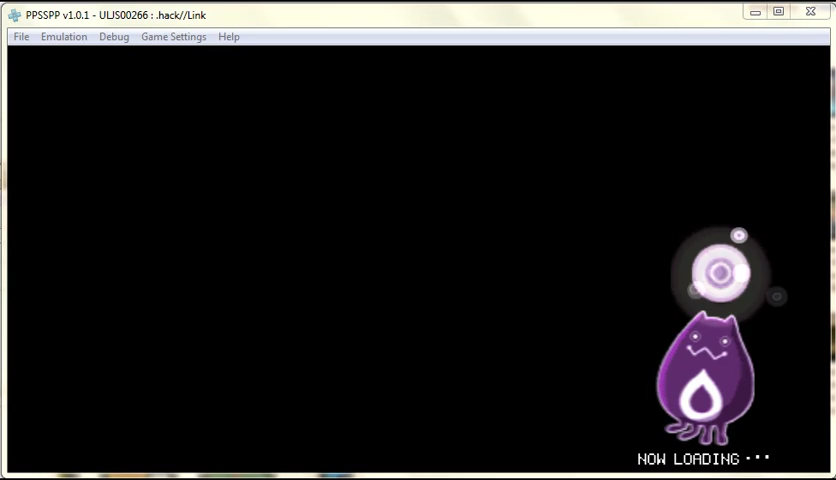 PPSSPP v1.0.1 - ULJS00266 : .hack//Link
File Emulation Debug Game Settings Help
NOW LOADING ···